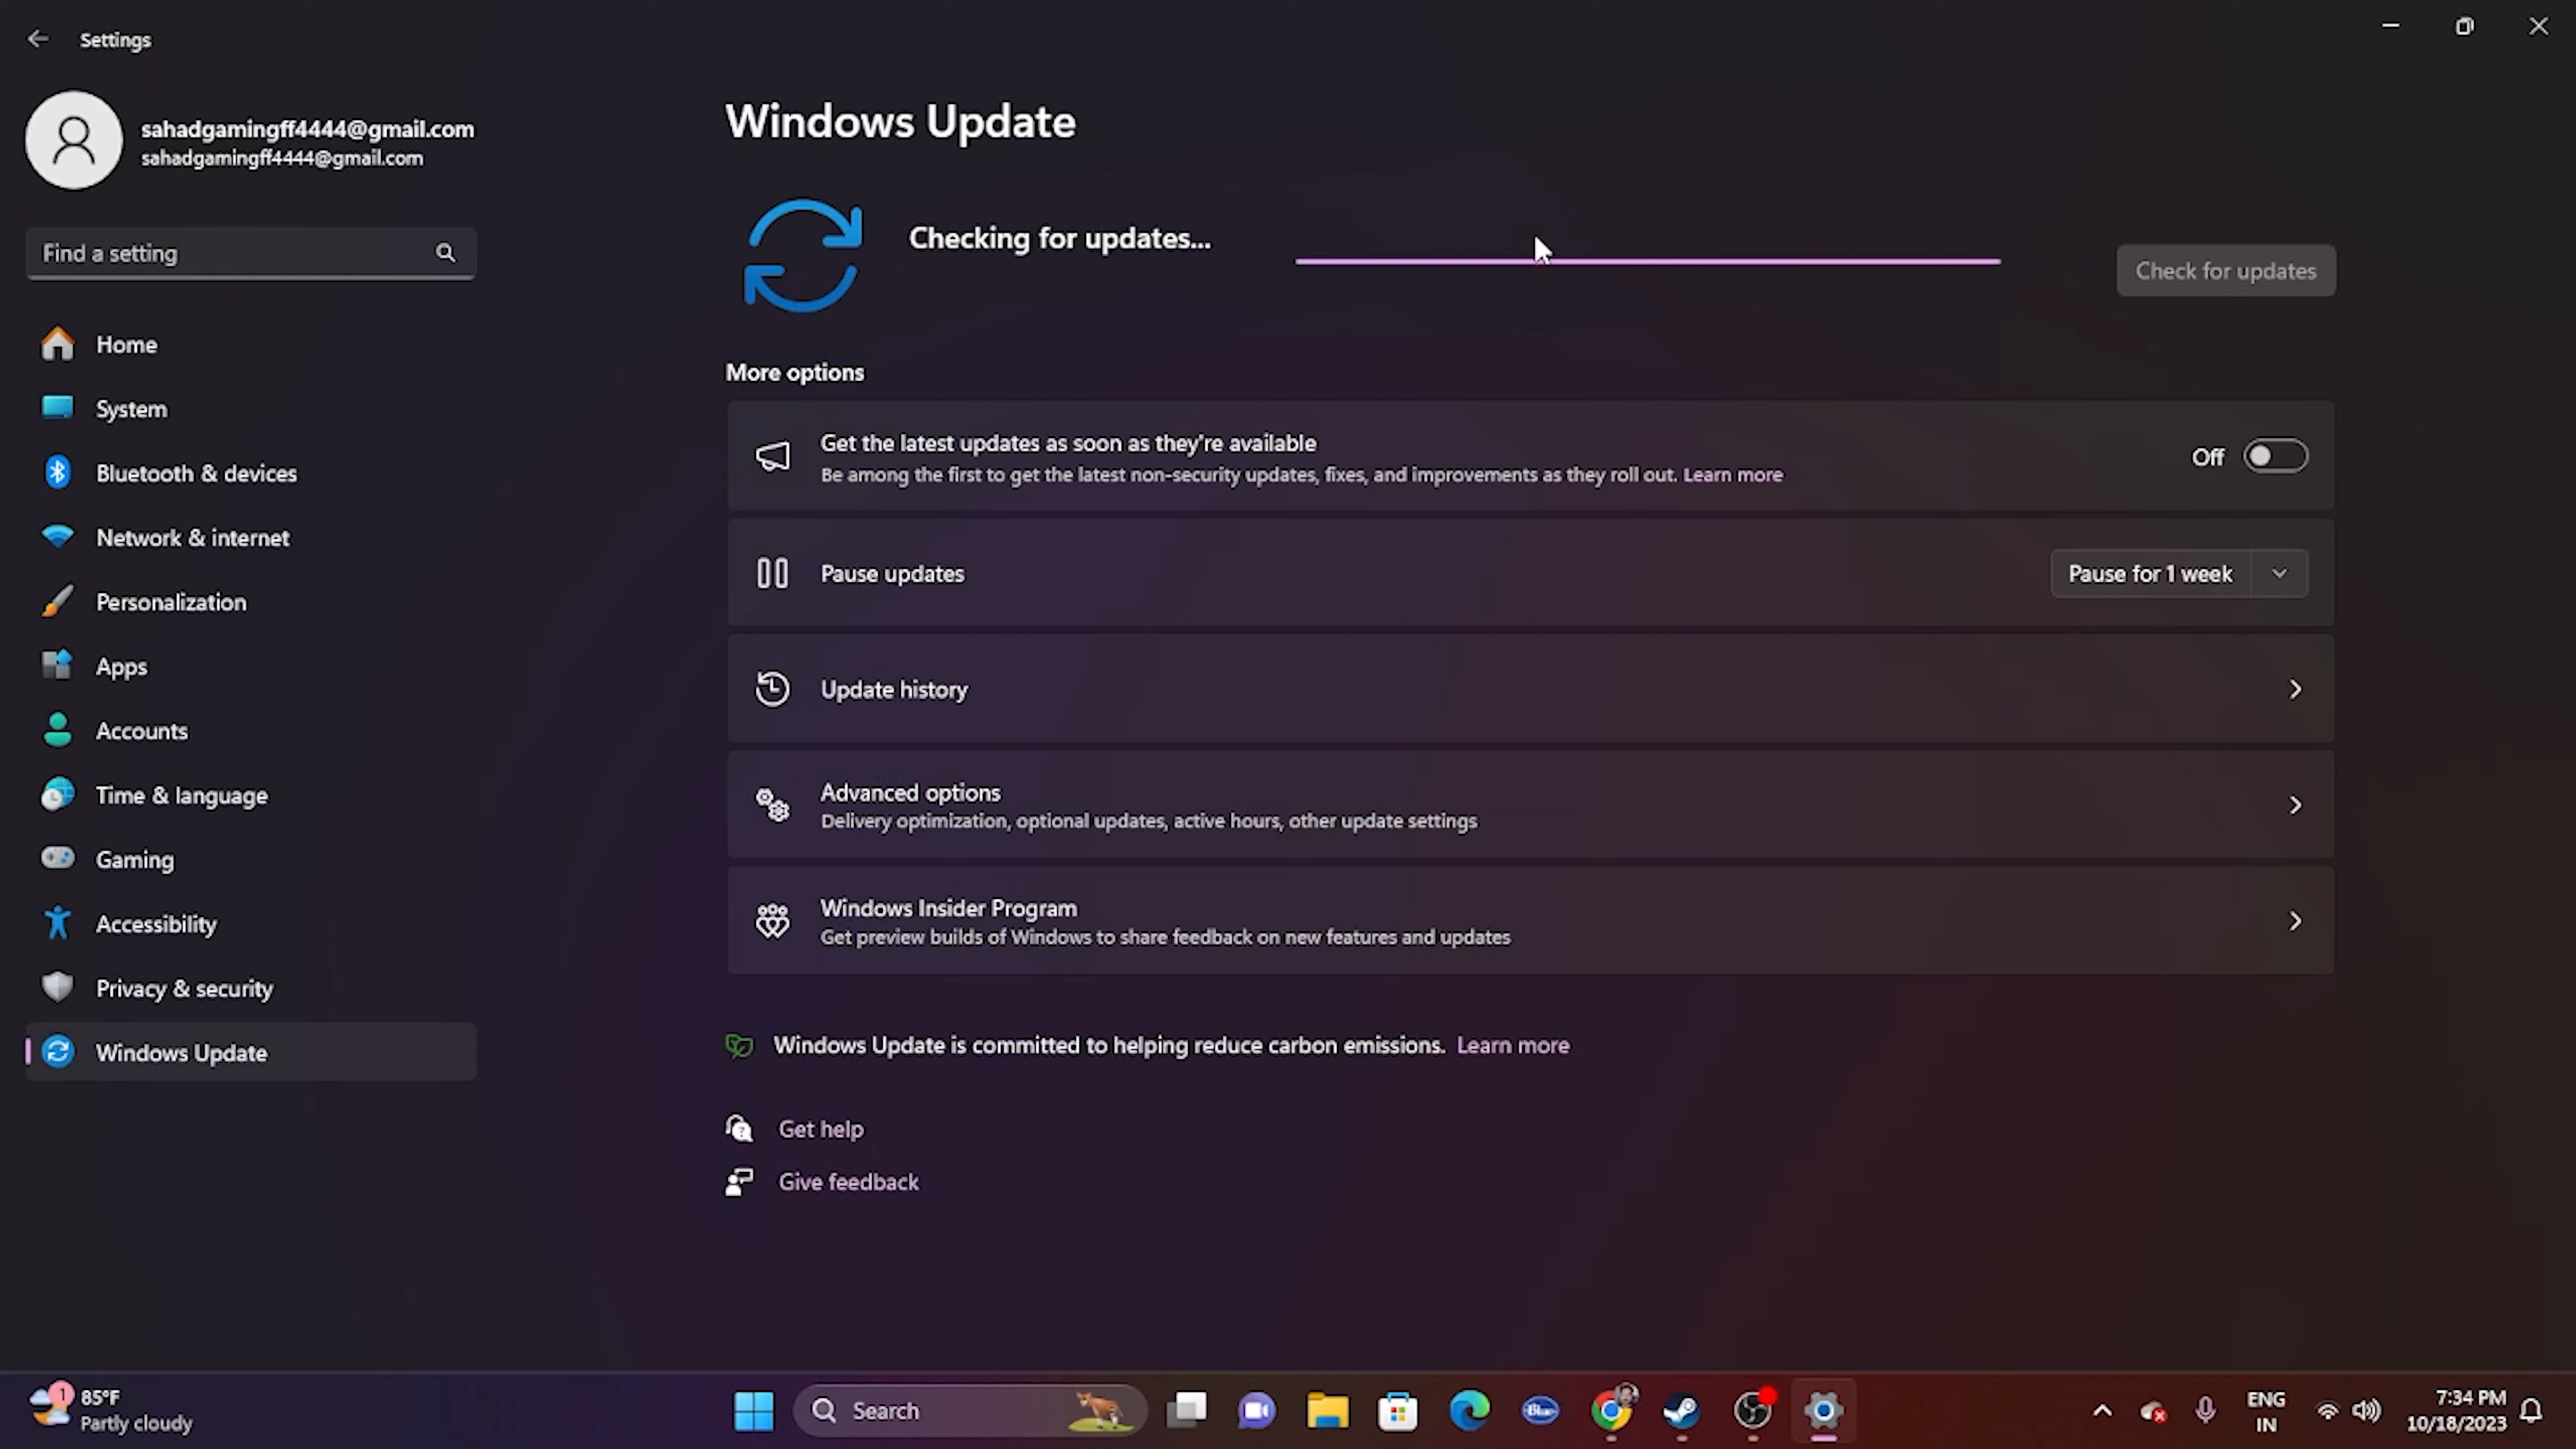 Settings
sahadgamingff4444@gmail.com
sahadgamingff4444@gmail.com
Find a setting
Home
System
Bluetooth & devices
Network & internet
Personalization
Apps
Accounts
Time & language
Gaming
Accessibility
Privacy & security
Windows Update
Windows Update
Checking for updates...
Check for updates
More options
Get the latest updates as soon as they're available
Be among the first to get the latest non-security updates, fixes, and improvements as they roll out. Learn more
Off
Pause updates
Pause for 1 week
Update history
Advanced options
Delivery optimization, optional updates, active hours, other update settings
Windows Insider Program
Get preview builds of Windows to share feedback on new features and updates
Windows Update is committed to helping reduce carbon emissions. Learn more
Get help
Give feedback
1
85°F
Partly cloudy
Search
Blue
ENG
IN
7:34 PM
10/18/2023